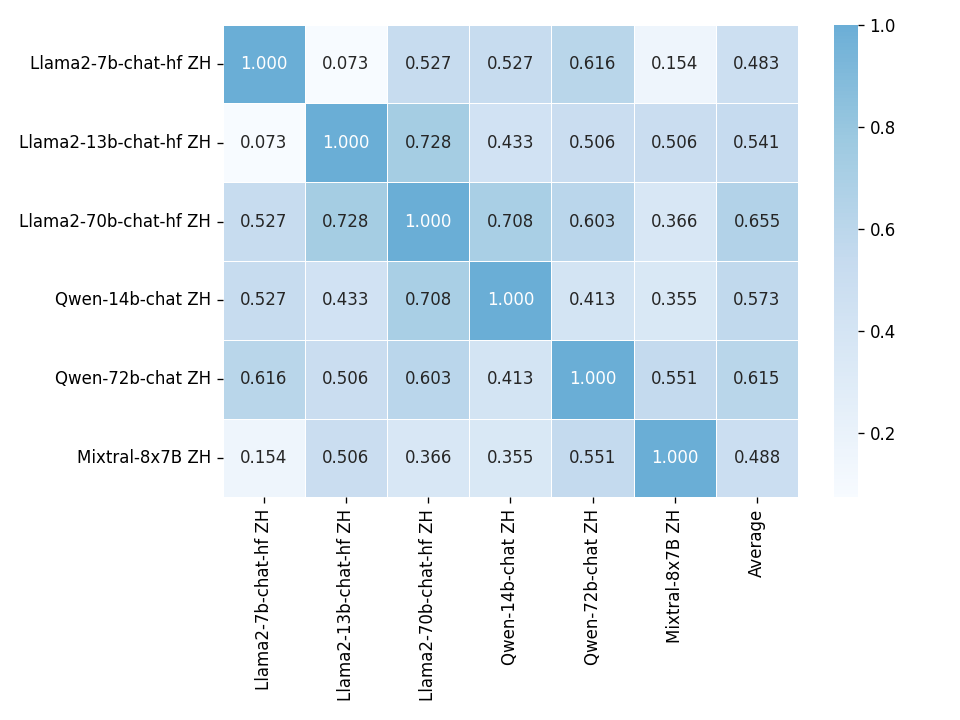 Llama2-7b-chat-hf ZH 1.000 0.073 0.527 0.527 0.616 0.154 0.483
Llama2-13b-chat-hf ZH 0.073 1.000 0.728 0.433 0.506 0.506 0.541
Llama2-70b-chat-hf ZH 0.527 0.728 1.000 0.708 0.603 0.366 0.655
Qwen-14b-chat ZH 0.527 0.433 0.708 1.000 0.413 0.355 0.573
Qwen-72b-chat ZH 0.616 0.506 0.603 0.413 1.000 0.551 0.615
Mixtral-8x7B ZH 0.154 0.506 0.366 0.355 0.551 1.000 0.488
Llama2-7b-chat-hf ZH
Llama2-13b-chat-hf ZH
Llama2-70b-chat-hf ZH
Qwen-14b-chat ZH
Qwen-72b-chat ZH
Mixtral-8x7B ZH
Average
1.0
0.8
0.6
0.4
0.2